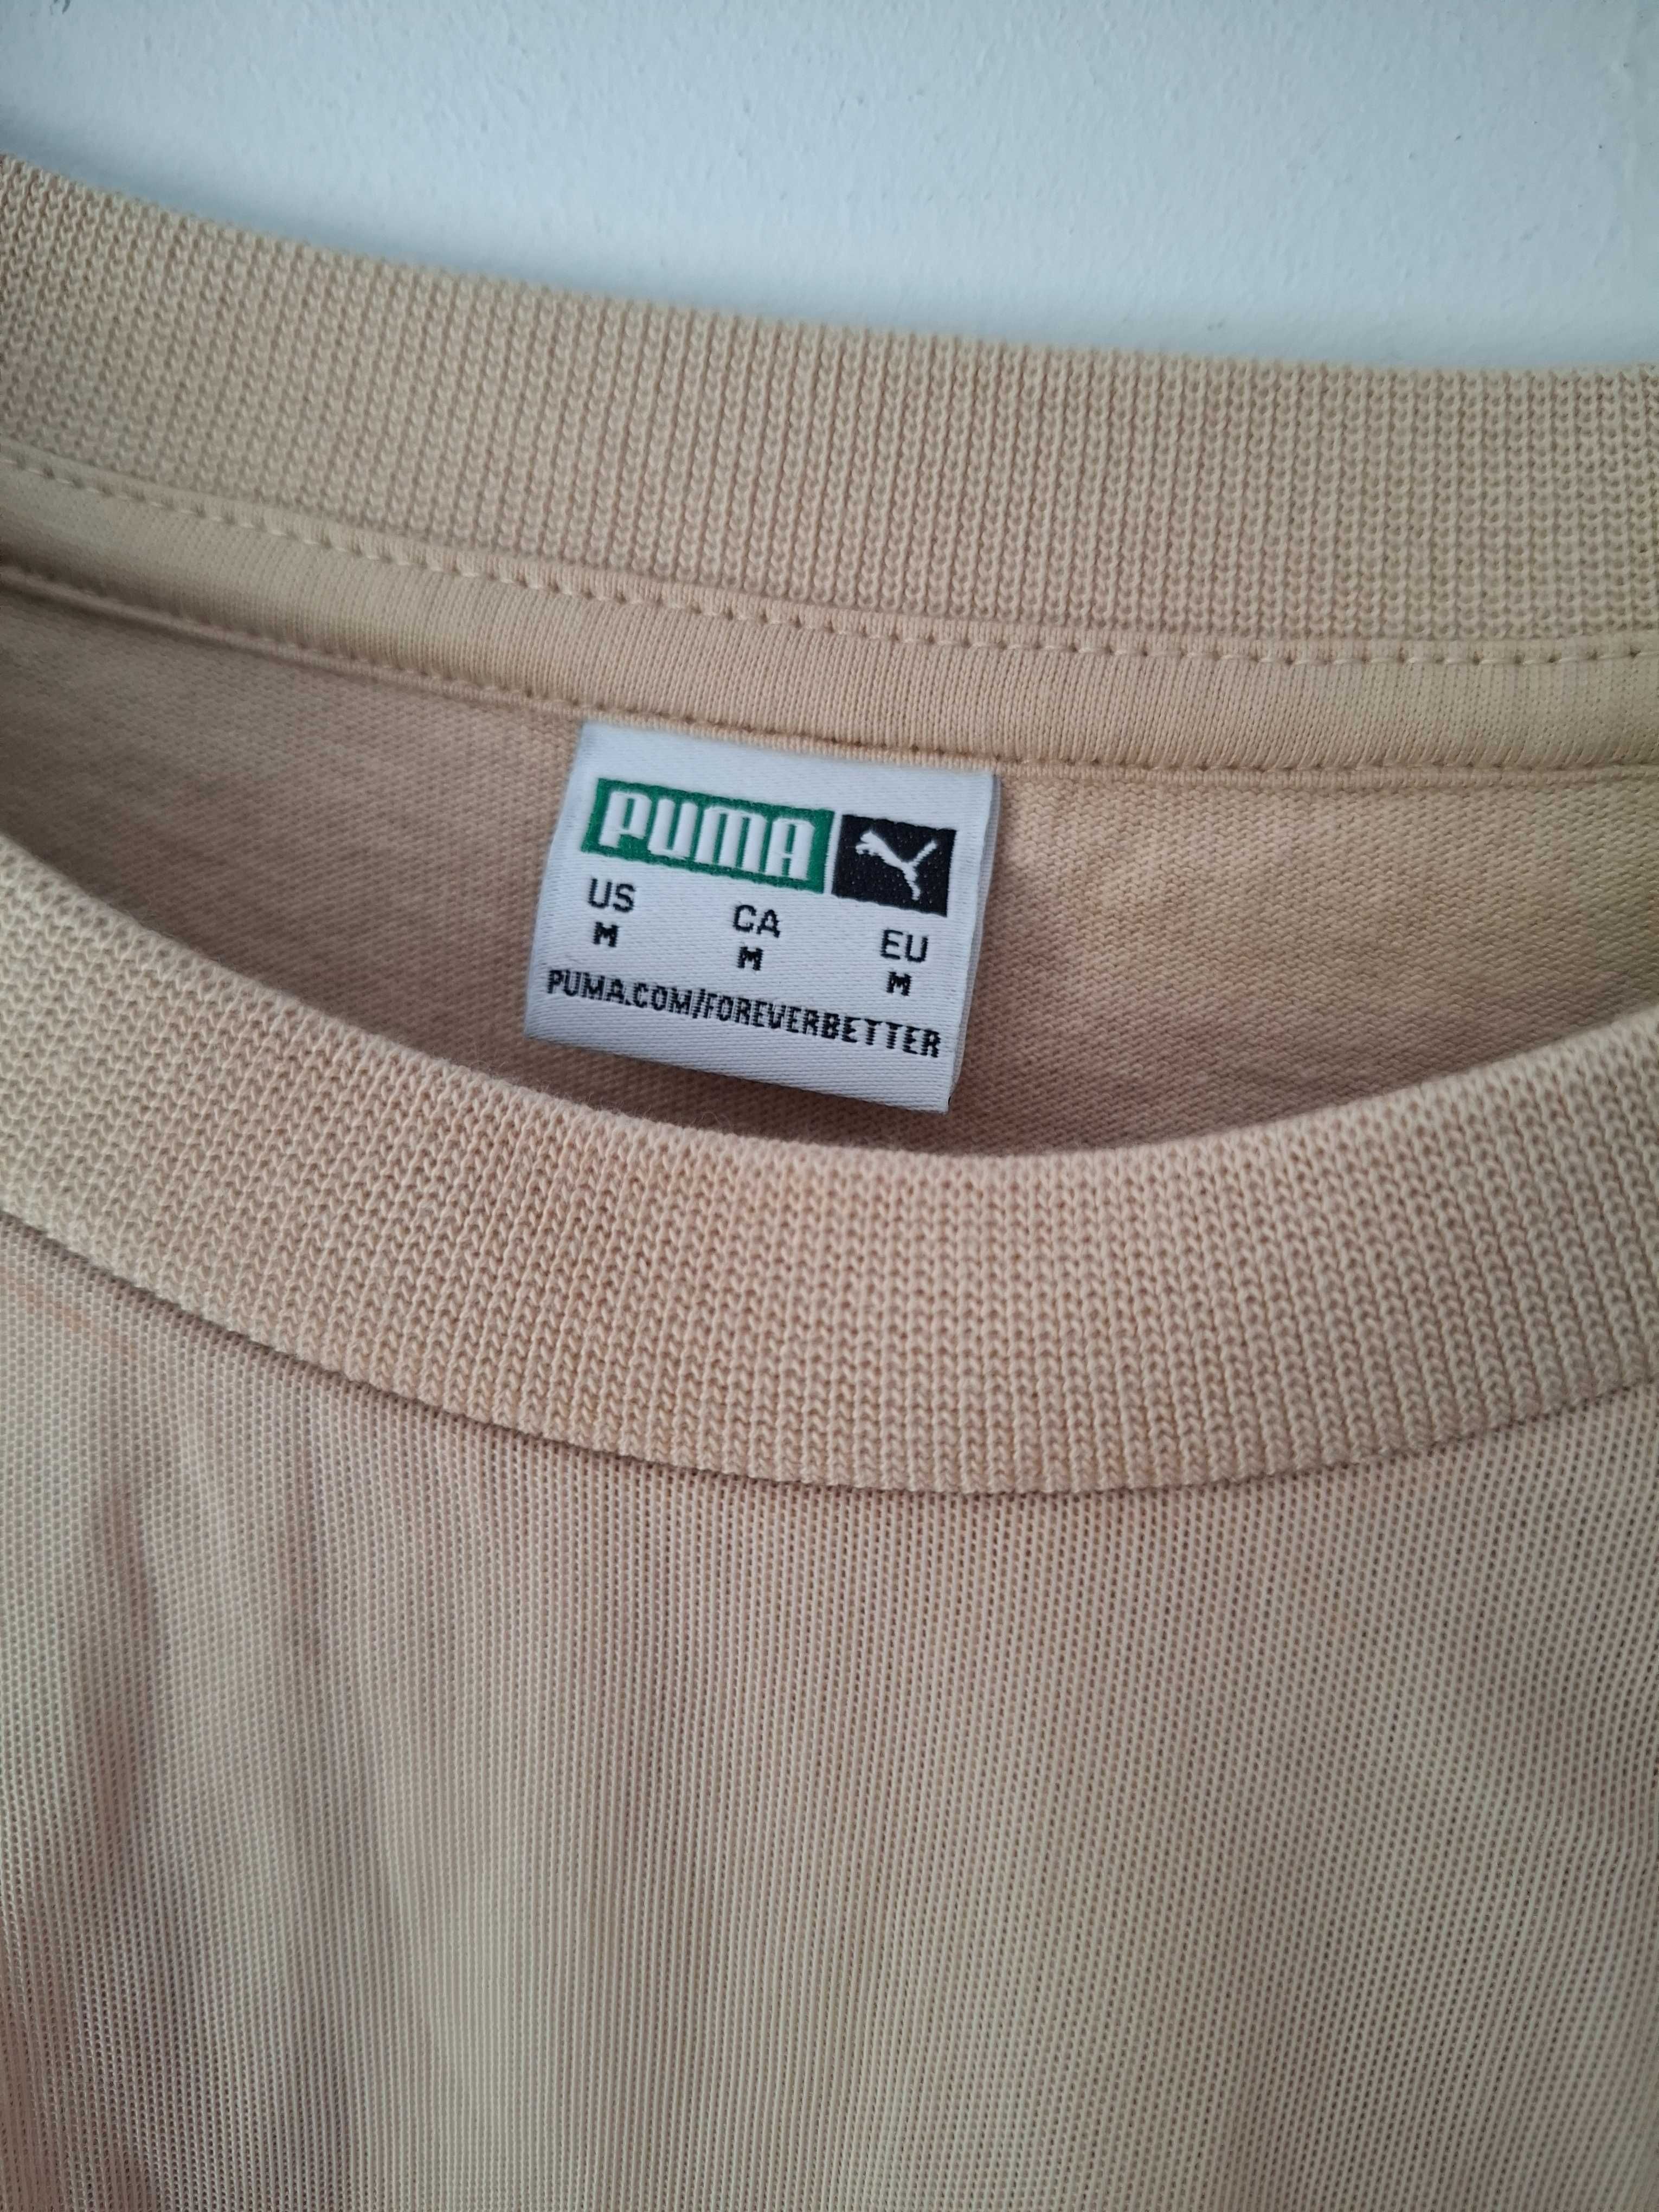 PUMA
US CA EU
M M M
PUMA.COM/FOREVERBETTER